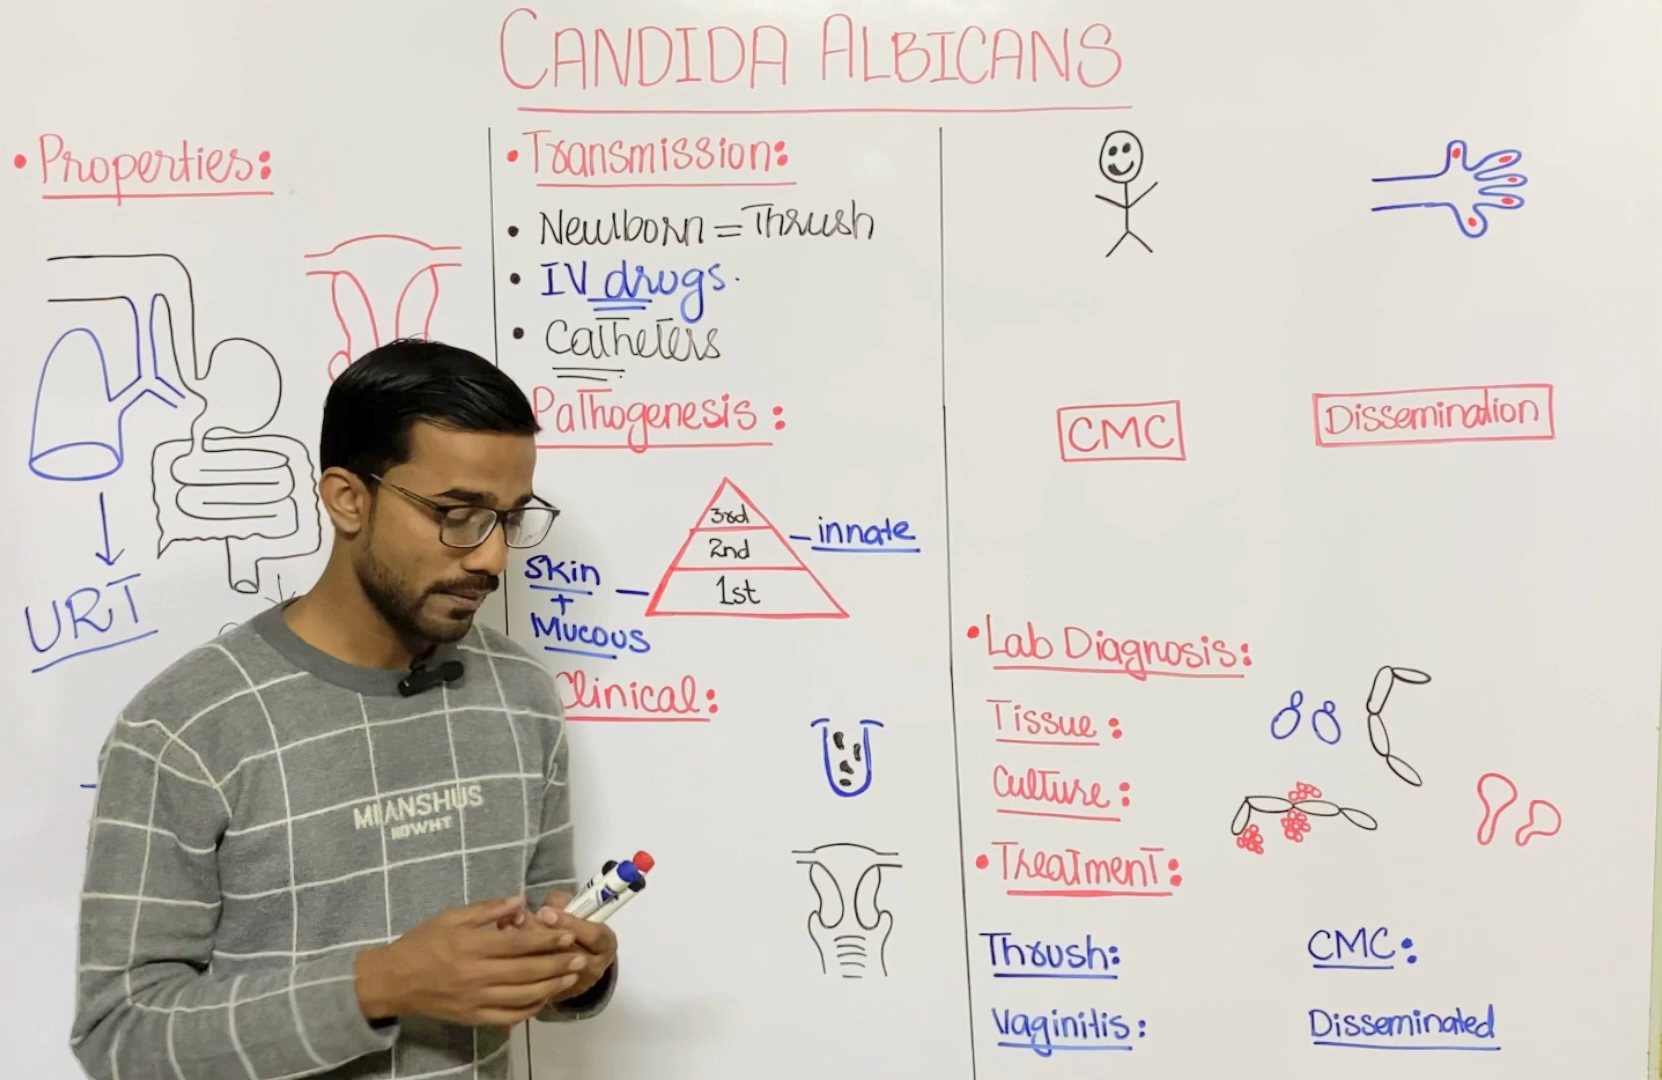 CANDIDA ALBICANS
• Properties:
URT
• Transmission:
• Newborn = Thrush
• IV drugs.
• Catheters
Pathogenesis:
3rd
2nd
1st
innate
Skin
+
Mucous
Clinical:
MIANSHUS
NOWHT
CMC
Dissemination
• Lab Diagnosis:
Tissue:
Culture:
• Treatment:
Thrush:
CMC:
Vaginitis:
Disseminated